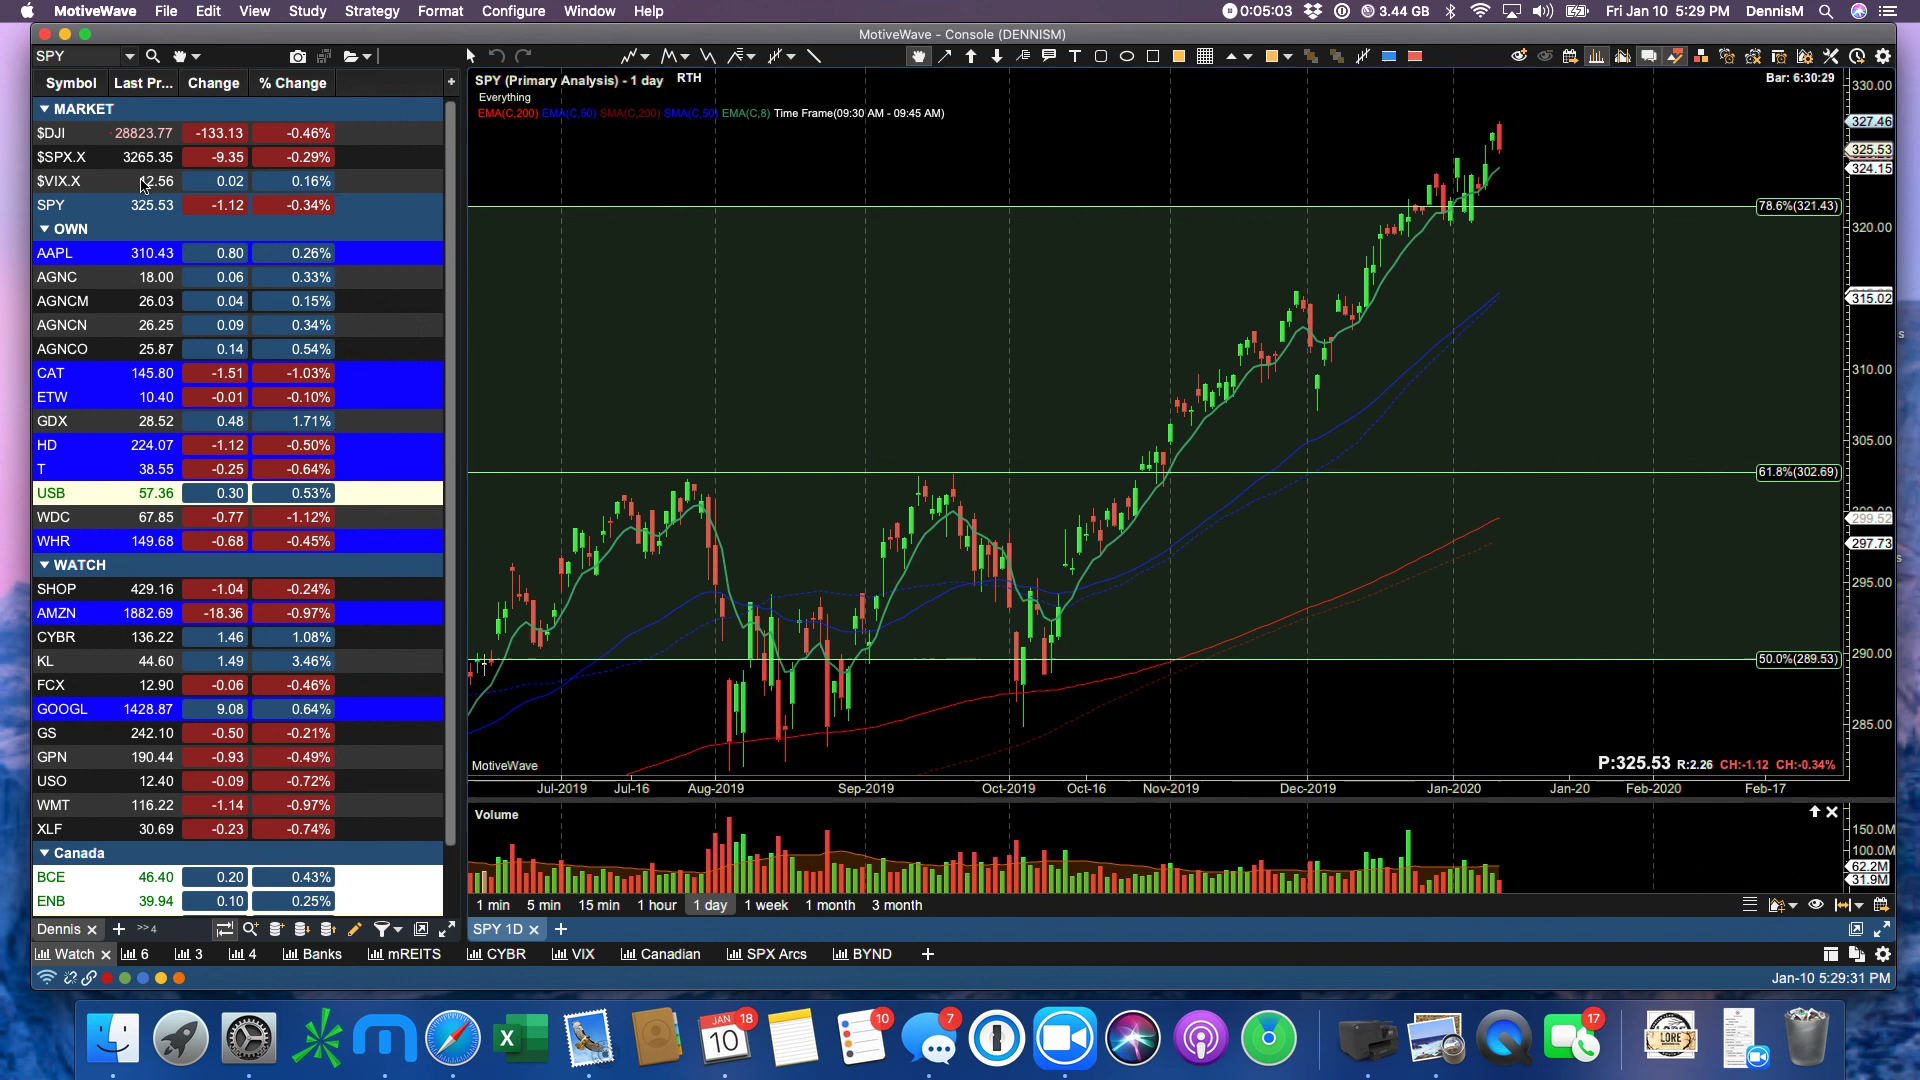 MotiveWave File Edit View Study Strategy Format Configure Window Help 0:05:03 3.44 GB Fri Jan 10 5:29 PM DennisM
MotiveWave - Console (DENNISM)
SPY
Symbol Last Pr... Change % Change +
MARKET
$DJI 28823.77 -133.13 -0.46%
$SPX.X 3265.35 -9.35 -0.29%
$VIX.X 12.56 0.02 0.16%
SPY 325.53 -1.12 -0.34%
OWN
AAPL 310.43 0.80 0.26%
AGNC 18.00 0.06 0.33%
AGNCM 26.03 0.04 0.15%
AGNCN 26.25 0.09 0.34%
AGNCO 25.87 0.14 0.54%
CAT 145.80 -1.51 -1.03%
ETW 10.40 -0.01 -0.10%
GDX 28.52 0.48 1.71%
HD 224.07 -1.12 -0.50%
T 38.55 -0.25 -0.64%
USB 57.36 0.30 0.53%
WDC 67.85 -0.77 -1.12%
WHR 149.68 -0.68 -0.45%
WATCH
SHOP 429.16 -1.04 -0.24%
AMZN 1882.69 -18.36 -0.97%
CYBR 136.22 1.46 1.08%
KL 44.60 1.49 3.46%
FCX 12.90 -0.06 -0.46%
GOOGL 1428.87 9.08 0.64%
GS 242.10 -0.50 -0.21%
GPN 190.44 -0.93 -0.49%
USO 12.40 -0.09 -0.72%
WMT 116.22 -1.14 -0.97%
XLF 30.69 -0.23 -0.74%
Canada
BCE 46.40 0.20 0.43%
ENB 39.94 0.10 0.25%
Dennis + >>4
SPY (Primary Analysis) - 1 day RTH
Bar: 6:30:29
Everything
EMA(C,200) EMA(C,50) SMA(C,200) SMA(C,50) EMA(C,8) Time Frame(09:30 AM - 09:45 AM)
330.00
327.46
325.53
324.15
78.6%(321.43)
320.00
315.02
310.00
305.00
61.8%(302.69)
299.52
297.73
295.00
50.0%(289.53)
290.00
285.00
MotiveWave
P:325.53 R:2.26 CH:-1.12 CH:-0.34%
Jul-2019 Jul-16 Aug-2019 Sep-2019 Oct-2019 Oct-16 Nov-2019 Dec-2019 Jan-2020 Jan-20 Feb-2020 Feb-17
Volume
150.0M
100.0M
62.2M
31.9M
1 min 5 min 15 min 1 hour 1 day 1 week 1 month 3 month
SPY 1D +
Watch 6 3 4 Banks mREITS CYBR VIX Canadian SPX Arcs BYND +
Jan-10 5:29:31 PM
JAN 18
10
10
7
17
LORE